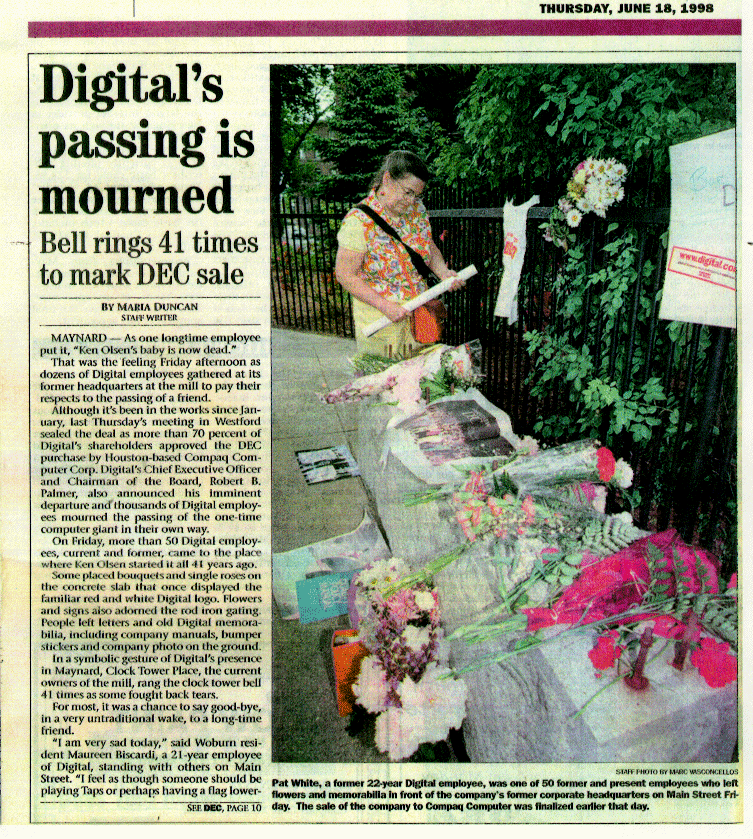 THURSDAY, JUNE 18, 1998
Digital's
passing is
mourned
Bell rings 41 times
to mark DEC sale
BY MARIA DUNCAN
STAFF WRITER
MAYNARD — As one longtime employee
put it, "Ken Olsen's baby is now dead."
That was the feeling Friday afternoon as
dozens of Digital employees gathered at its
former headquarters at the mill to pay their
respects to the passing of a friend.
Although it's been in the works since Jan-
uary, last Thursday's meeting in Westford
sealed the deal as more than 70 percent of
Digital's shareholders approved the DEC
purchase by Houston-based Compaq Com-
puter Corp. Digital's Chief Executive Officer
and Chairman of the Board, Robert B.
Palmer, also announced his imminent
departure and thousands of Digital employ-
ees mourned the passing of the one-time
computer giant in their own way.
On Friday, more than 50 Digital employ-
ees, current and former, came to the place
where Ken Olsen started it all 41 years ago.
Some placed bouquets and single roses on
the concrete slab that once displayed the
familiar red and white Digital logo. Flowers
and signs also adorned the rod iron gating.
People left letters and old Digital memora-
bilia, including company manuals, bumper
stickers and company photo on the ground.
In a symbolic gesture of Digital's presence
in Maynard, Clock Tower Place, the current
owners of the mill, rang the clock tower bell
41 times as some fought back tears.
For most, it was a chance to say good-bye,
in a very untraditional wake, to a long-time
friend.
"I am very sad today," said Woburn resi-
dent Maureen Biscardi, a 21-year employee
of Digital, standing with others on Main
Street. "I feel as though someone should be
playing Taps or perhaps having a flag lower-
SEE DEC, PAGE 10
www.digital.co
STAFF PHOTO BY MARC VASCONCELLOS
Pat White, a former 22-year Digital employee, was one of 50 former and present employees who left
flowers and memorabilia in front of the company's former corporate headquarters on Main Street Fri-
day. The sale of the company to Compaq Computer was finalized earlier that day.